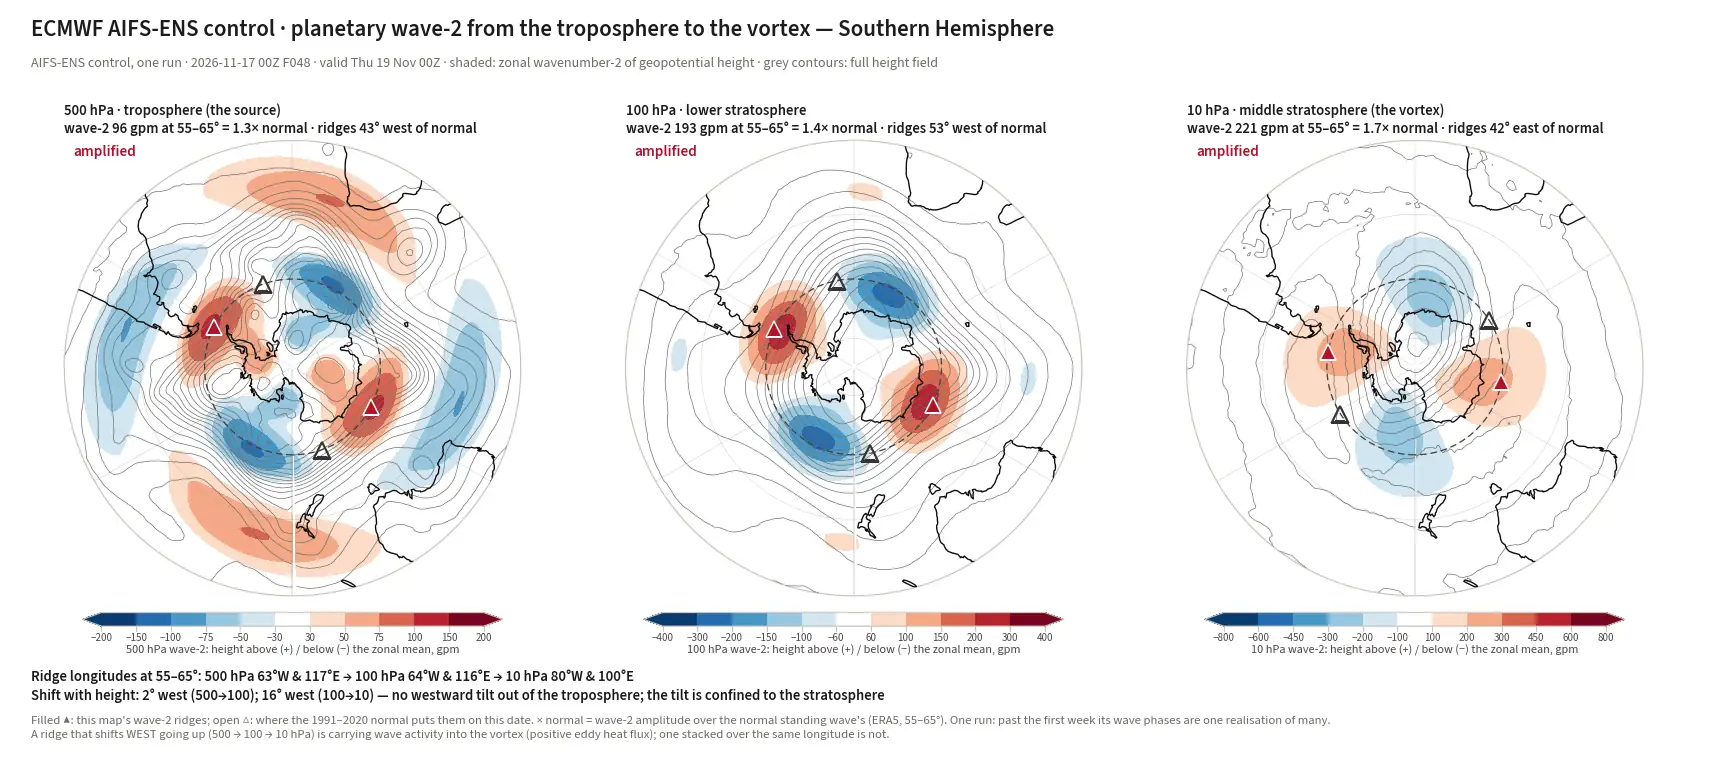 ECMWF AIFS-ENS control · planetary wave-2 from the troposphere to the vortex — Southern Hemisphere
AIFS-ENS control, one run · 2026-11-17 00Z F048 · valid Thu 19 Nov 00Z · shaded: zonal wavenumber-2 of geopotential height · grey contours: full height field
500 hPa · troposphere (the source)
wave-2 96 gpm at 55–65° = 1.3× normal · ridges 43° west of normal
amplified
100 hPa · lower stratosphere
wave-2 193 gpm at 55–65° = 1.4× normal · ridges 53° west of normal
amplified
10 hPa · middle stratosphere (the vortex)
wave-2 221 gpm at 55–65° = 1.7× normal · ridges 42° east of normal
amplified
−200 −150 −100 −75 −50 −30 30 50 75 100 150 200
500 hPa wave-2: height above (+) / below (−) the zonal mean, gpm
−400 −300 −200 −150 −100 −60 60 100 150 200 300 400
100 hPa wave-2: height above (+) / below (−) the zonal mean, gpm
−800 −600 −450 −300 −200 −100 100 200 300 450 600 800
10 hPa wave-2: height above (+) / below (−) the zonal mean, gpm
Ridge longitudes at 55–65°: 500 hPa 63°W & 117°E → 100 hPa 64°W & 116°E → 10 hPa 80°W & 100°E
Shift with height: 2° west (500→100); 16° west (100→10) — no westward tilt out of the troposphere; the tilt is confined to the stratosphere
Filled ▲: this map's wave-2 ridges; open △: where the 1991–2020 normal puts them on this date. × normal = wave-2 amplitude over the normal standing wave's (ERA5, 55–65°). One run: past the first week its wave phases are one realisation of many.
A ridge that shifts WEST going up (500 → 100 → 10 hPa) is carrying wave activity into the vortex (positive eddy heat flux); one stacked over the same longitude is not.